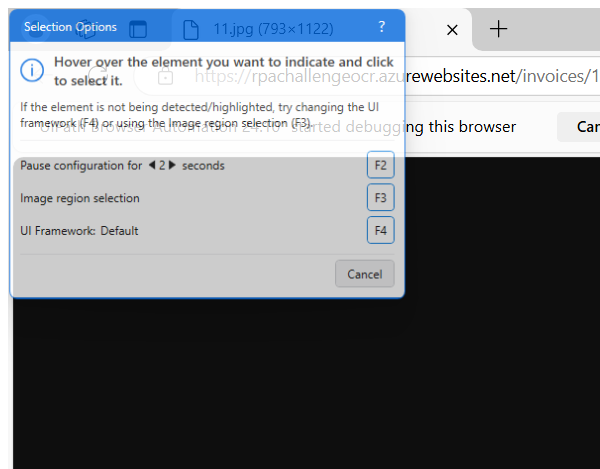 Selection Options
11.jpg (793×1122)
?
Hover over the element you want to indicate and click
to select it.
https://rpachallengeocr.azurewebsites.net/invoices/1
If the element is not being detected/highlighted, try changing the UI
framework (F4) or using the Image region selection (F3).
"UiPath Browser Automation 24.10" started debugging this browser
Can
Pause configuration for 2 seconds
F2
Image region selection
F3
UI Framework: Default
F4
Cancel